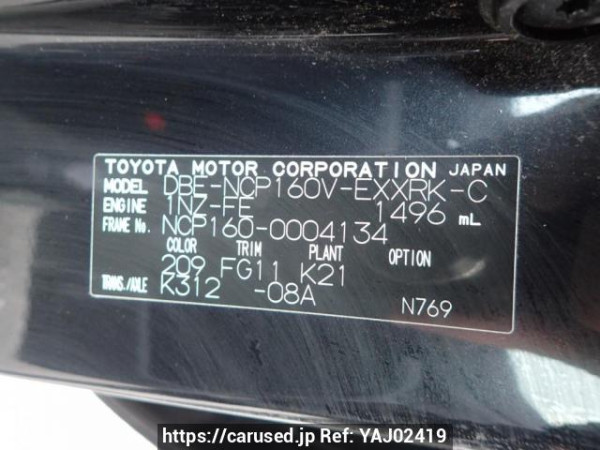 TOYOTA MOTOR CORPORATION JAPAN
MODEL DBE-NCP160V-EXXRK-C
ENGINE 1NZ-FE 1496 mL
FRAME No. NCP160-0004134
COLOR TRIM PLANT OPTION
209 FG11 K21
TRANS./AXLE K312 -08A
N769
https://carused.jp Ref: YAJ02419